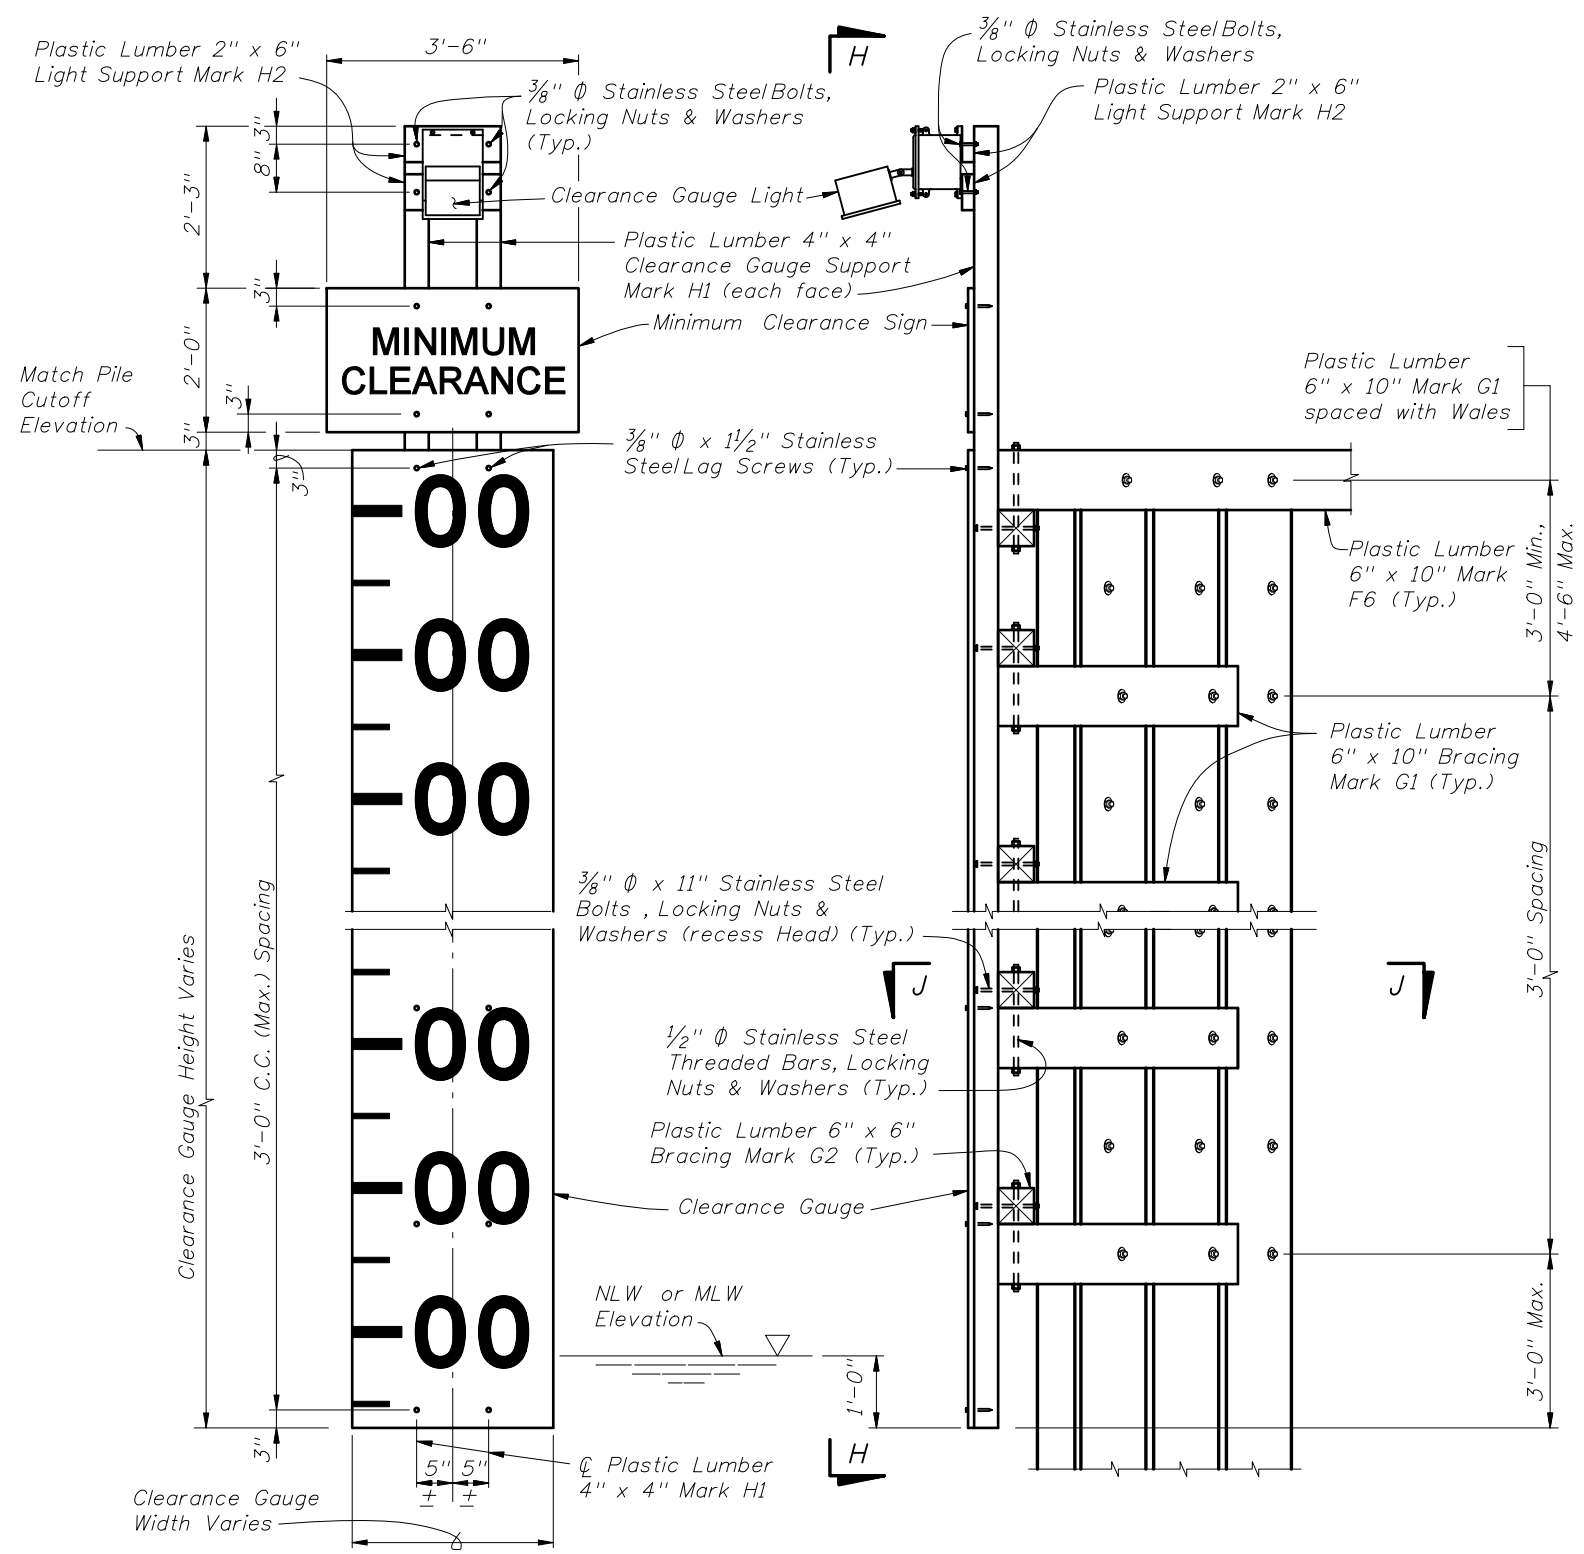 Plastic Lumber 2" x 6"
Light Support Mark H2
3'-6"
3/8" Φ Stainless Steel Bolts,
Locking Nuts & Washers
(Typ.)
H
3/8" Φ Stainless Steel Bolts,
Locking Nuts & Washers
Plastic Lumber 2" x 6"
Light Support Mark H2
3"
8"
2'-3"
Clearance Gauge Light
Plastic Lumber 4" x 4"
Clearance Gauge Support
Mark H1 (each face)
3"
2'-0"
MINIMUM
CLEARANCE
Minimum Clearance Sign
3"
3"
Match Pile
Cutoff
Elevation
3"
3/8" Φ x 1 1/2" Stainless
Steel Lag Screws (Typ.)
Plastic Lumber
6" x 10" Mark G1
spaced with Wales
00
00
00
Plastic Lumber
6" x 10" Mark
F6 (Typ.)
3'-0" Min.,
4'-6" Max.
Plastic Lumber
6" x 10" Bracing
Mark G1 (Typ.)
3/8" Φ x 11" Stainless Steel
Bolts , Locking Nuts &
Washers (recess Head) (Typ.)
3'-0" Spacing
Clearance Gauge Height Varies
3'-0" C.C. (Max.) Spacing
J
J
1/2" Φ Stainless Steel
Threaded Bars, Locking
Nuts & Washers (Typ.)
00
Plastic Lumber 6" x 6"
Bracing Mark G2 (Typ.)
00
Clearance Gauge
NLW or MLW
Elevation
00
1'-0"
3'-0" Max.
3"
5" 5"
± ±
℄ Plastic Lumber
4" x 4" Mark H1
H
Clearance Gauge
Width Varies